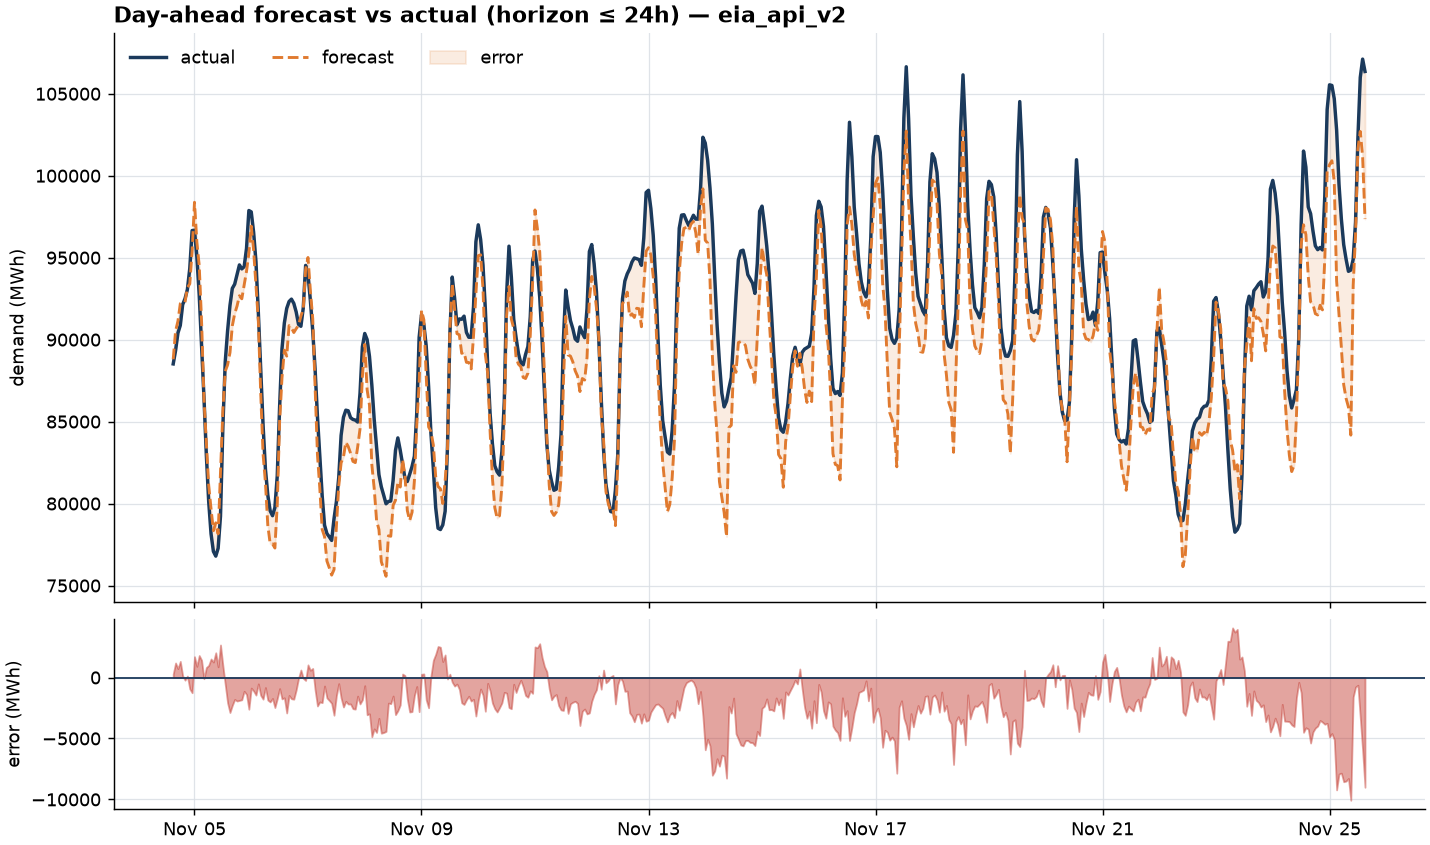 Day-ahead forecast vs actual (horizon ≤ 24h) — eia_api_v2
actual forecast error
demand (MWh)
105000
100000
95000
90000
85000
80000
75000
error (MWh)
0
−5000
−10000
Nov 05 Nov 09 Nov 13 Nov 17 Nov 21 Nov 25